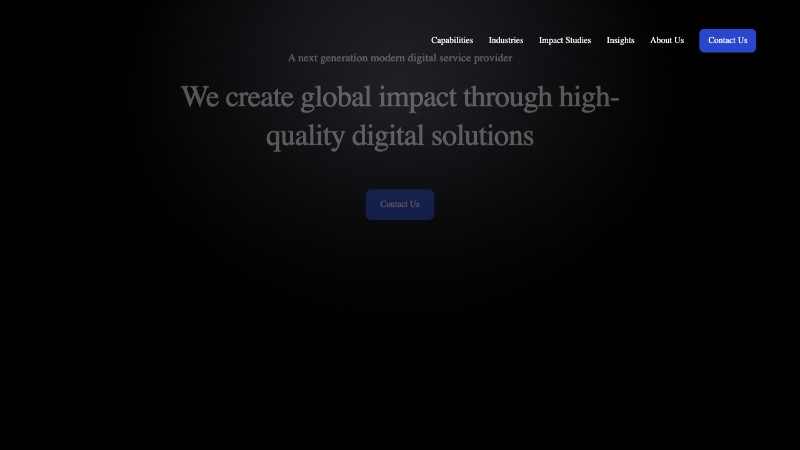 Capabilities Industries Impact Studies Insights About Us Contact Us
A next generation modern digital service provider
We create global impact through high-
quality digital solutions
Contact Us